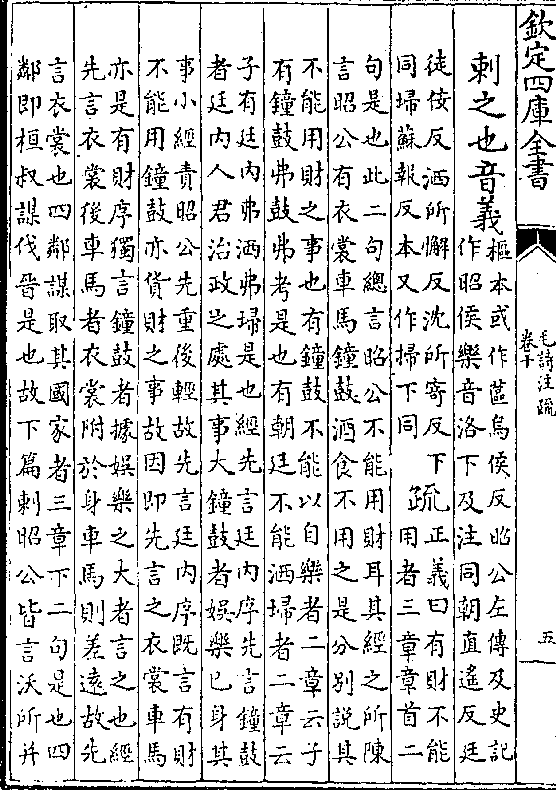 欽定四庫全書
毛詩注疏
卷十
五
刺之也音義
樞本或作蓲烏侯反昭公左傳及史記
作昭侯樂音洛下及注同朝直遙反廷
徒佞反洒所懈反沈所寄反下
同埽蘇報反本又作掃下同
疏
正義曰有財不能
用者三章章首二
句是也此二句總言昭公不能用財耳其經之所陳
言昭公有衣裳車馬鐘鼓酒食不用之是分别説其
不能用財之事也有鐘鼓不能以自樂者二章云子
有鐘鼓弗鼓弗考是也有朝廷不能洒埽者二章云
子有廷内弗洒弗埽是也經先言廷内序先言鐘鼓
者廷内人君治政之處其事大鐘鼓者娛樂已身其
事小經責昭公先重後輕故先言廷内序既言有財
不能用鐘鼓亦貨財之事故因即先言之衣裳車馬
亦是有財序獨言鐘鼓者據娛樂之大者言之也經
先言衣裳後車馬者衣裳附於身車馬則差遠故先
言衣裳也四鄰謀取其國家者三章下二句是也四
鄰即桓叔謀伐晉是也故下篇刺昭公皆言沃所并